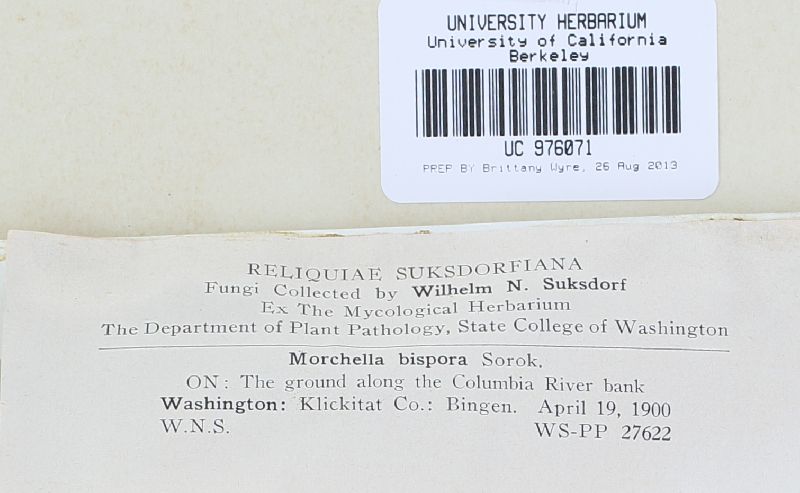 UNIVERSITY HERBARIUM
University of California
Berkeley
UC 976071
PREP BY Brittany Wyre, 26 Aug 2013
RELIQUIAE SUKSDORFIANA
Fungi Collected by Wilhelm N. Suksdorf
Ex The Mycological Herbarium
The Department of Plant Pathology, State College of Washington
Morchella bispora Sorok.
ON: The ground along the Columbia River bank
Washington: Klickitat Co.: Bingen. April 19, 1900
W.N.S. WS-PP 27622